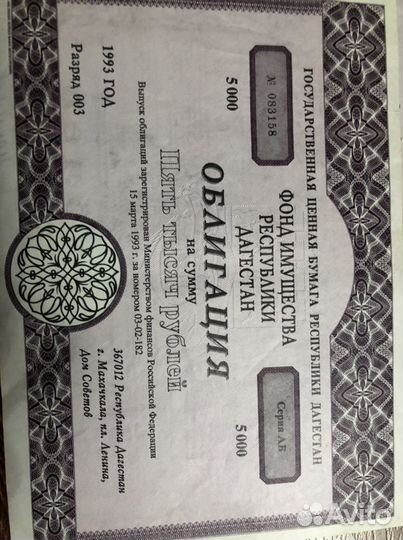 ГОСУДАРСТВЕННАЯ ЦЕННАЯ БУМАГА РЕСПУБЛИКИ ДАГЕСТАН
№ 083158
ФОНД ИМУЩЕСТВА
РЕСПУБЛИКИ
ДАГЕСТАН
Серия АБ
5 000
5 000
ОБЛИГАЦИЯ
на сумму
Пять тысяч рублей
Выпуск облигаций зарегистрирован Министерством финансов Российской Федерации
15 марта 1993 г. за номером 03-02-182
1993 ГОД
Разряд 003
367012 Республика Дагестан
г. Махачкала, пл. Ленина,
Дом Советов
Avito